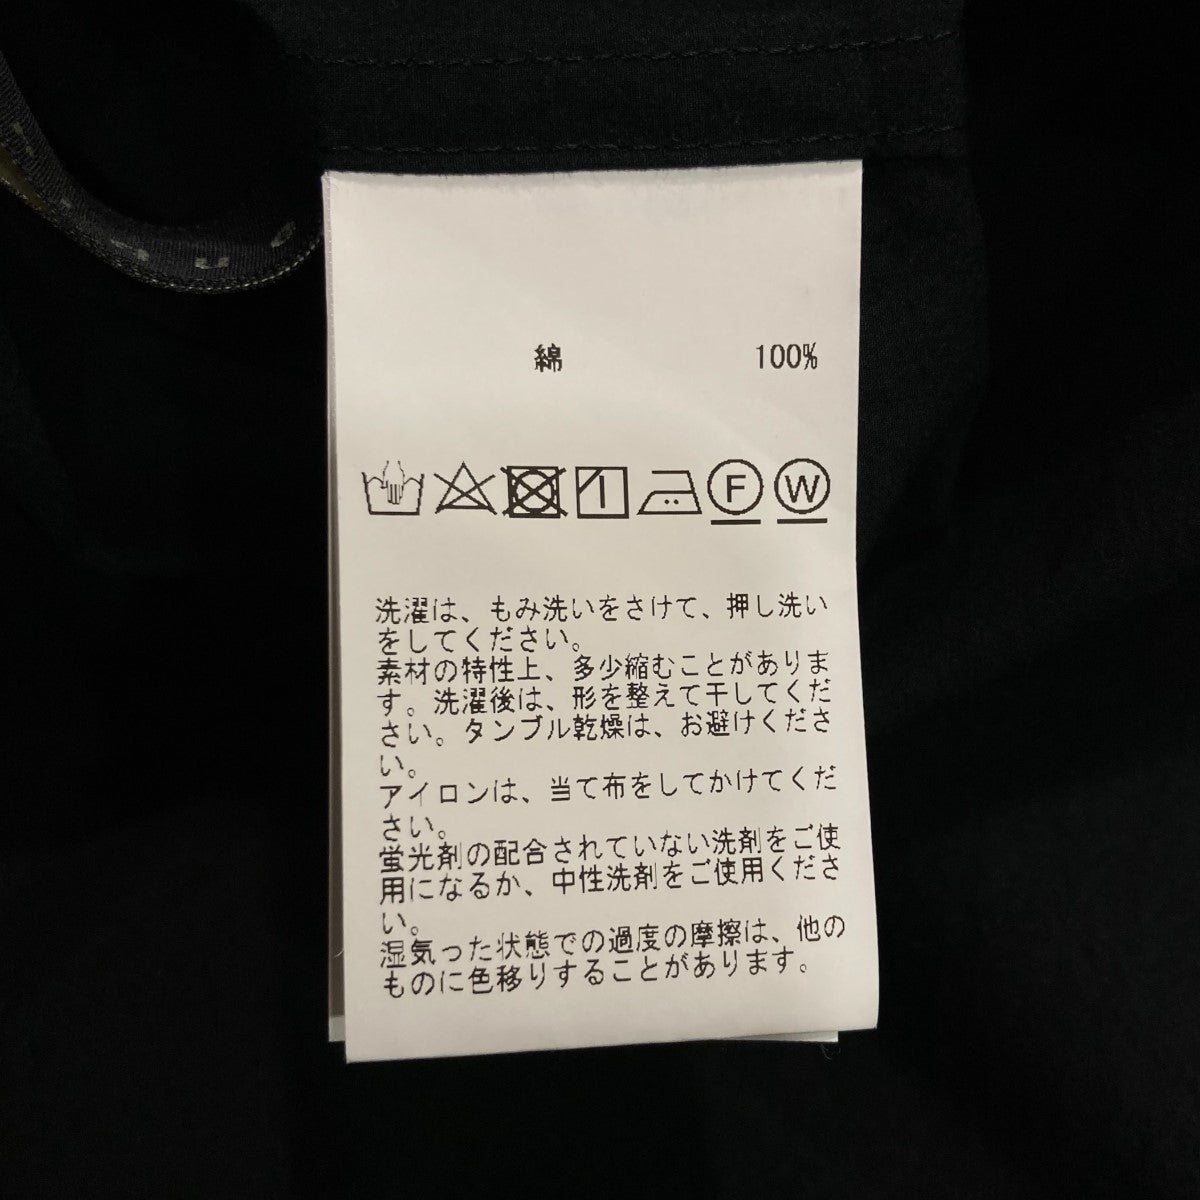 綿 100%
F W
洗濯は、もみ洗いをさけて、押し洗い
をしてください。
素材の特性上、多少縮むことがありま
す。洗濯後は、形を整えて干してくだ
さい。タンブル乾燥は、お避けくださ
い。
アイロンは、当て布をしてかけてくだ
さい。
蛍光剤の配合されていない洗剤をご使
用になるか、中性洗剤をご使用くださ
い。
湿気った状態での過度の摩擦は、他の
ものに色移りすることがあります。